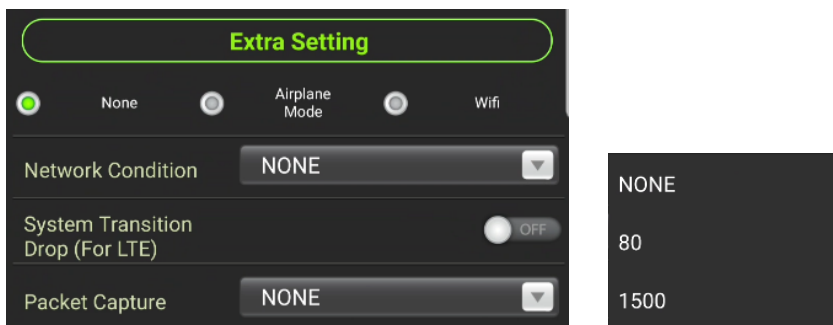 Extra Setting
None
Airplane
Mode
Wifi
Network Condition
NONE
System Transition
Drop (For LTE)
OFF
Packet Capture
NONE
NONE
80
1500